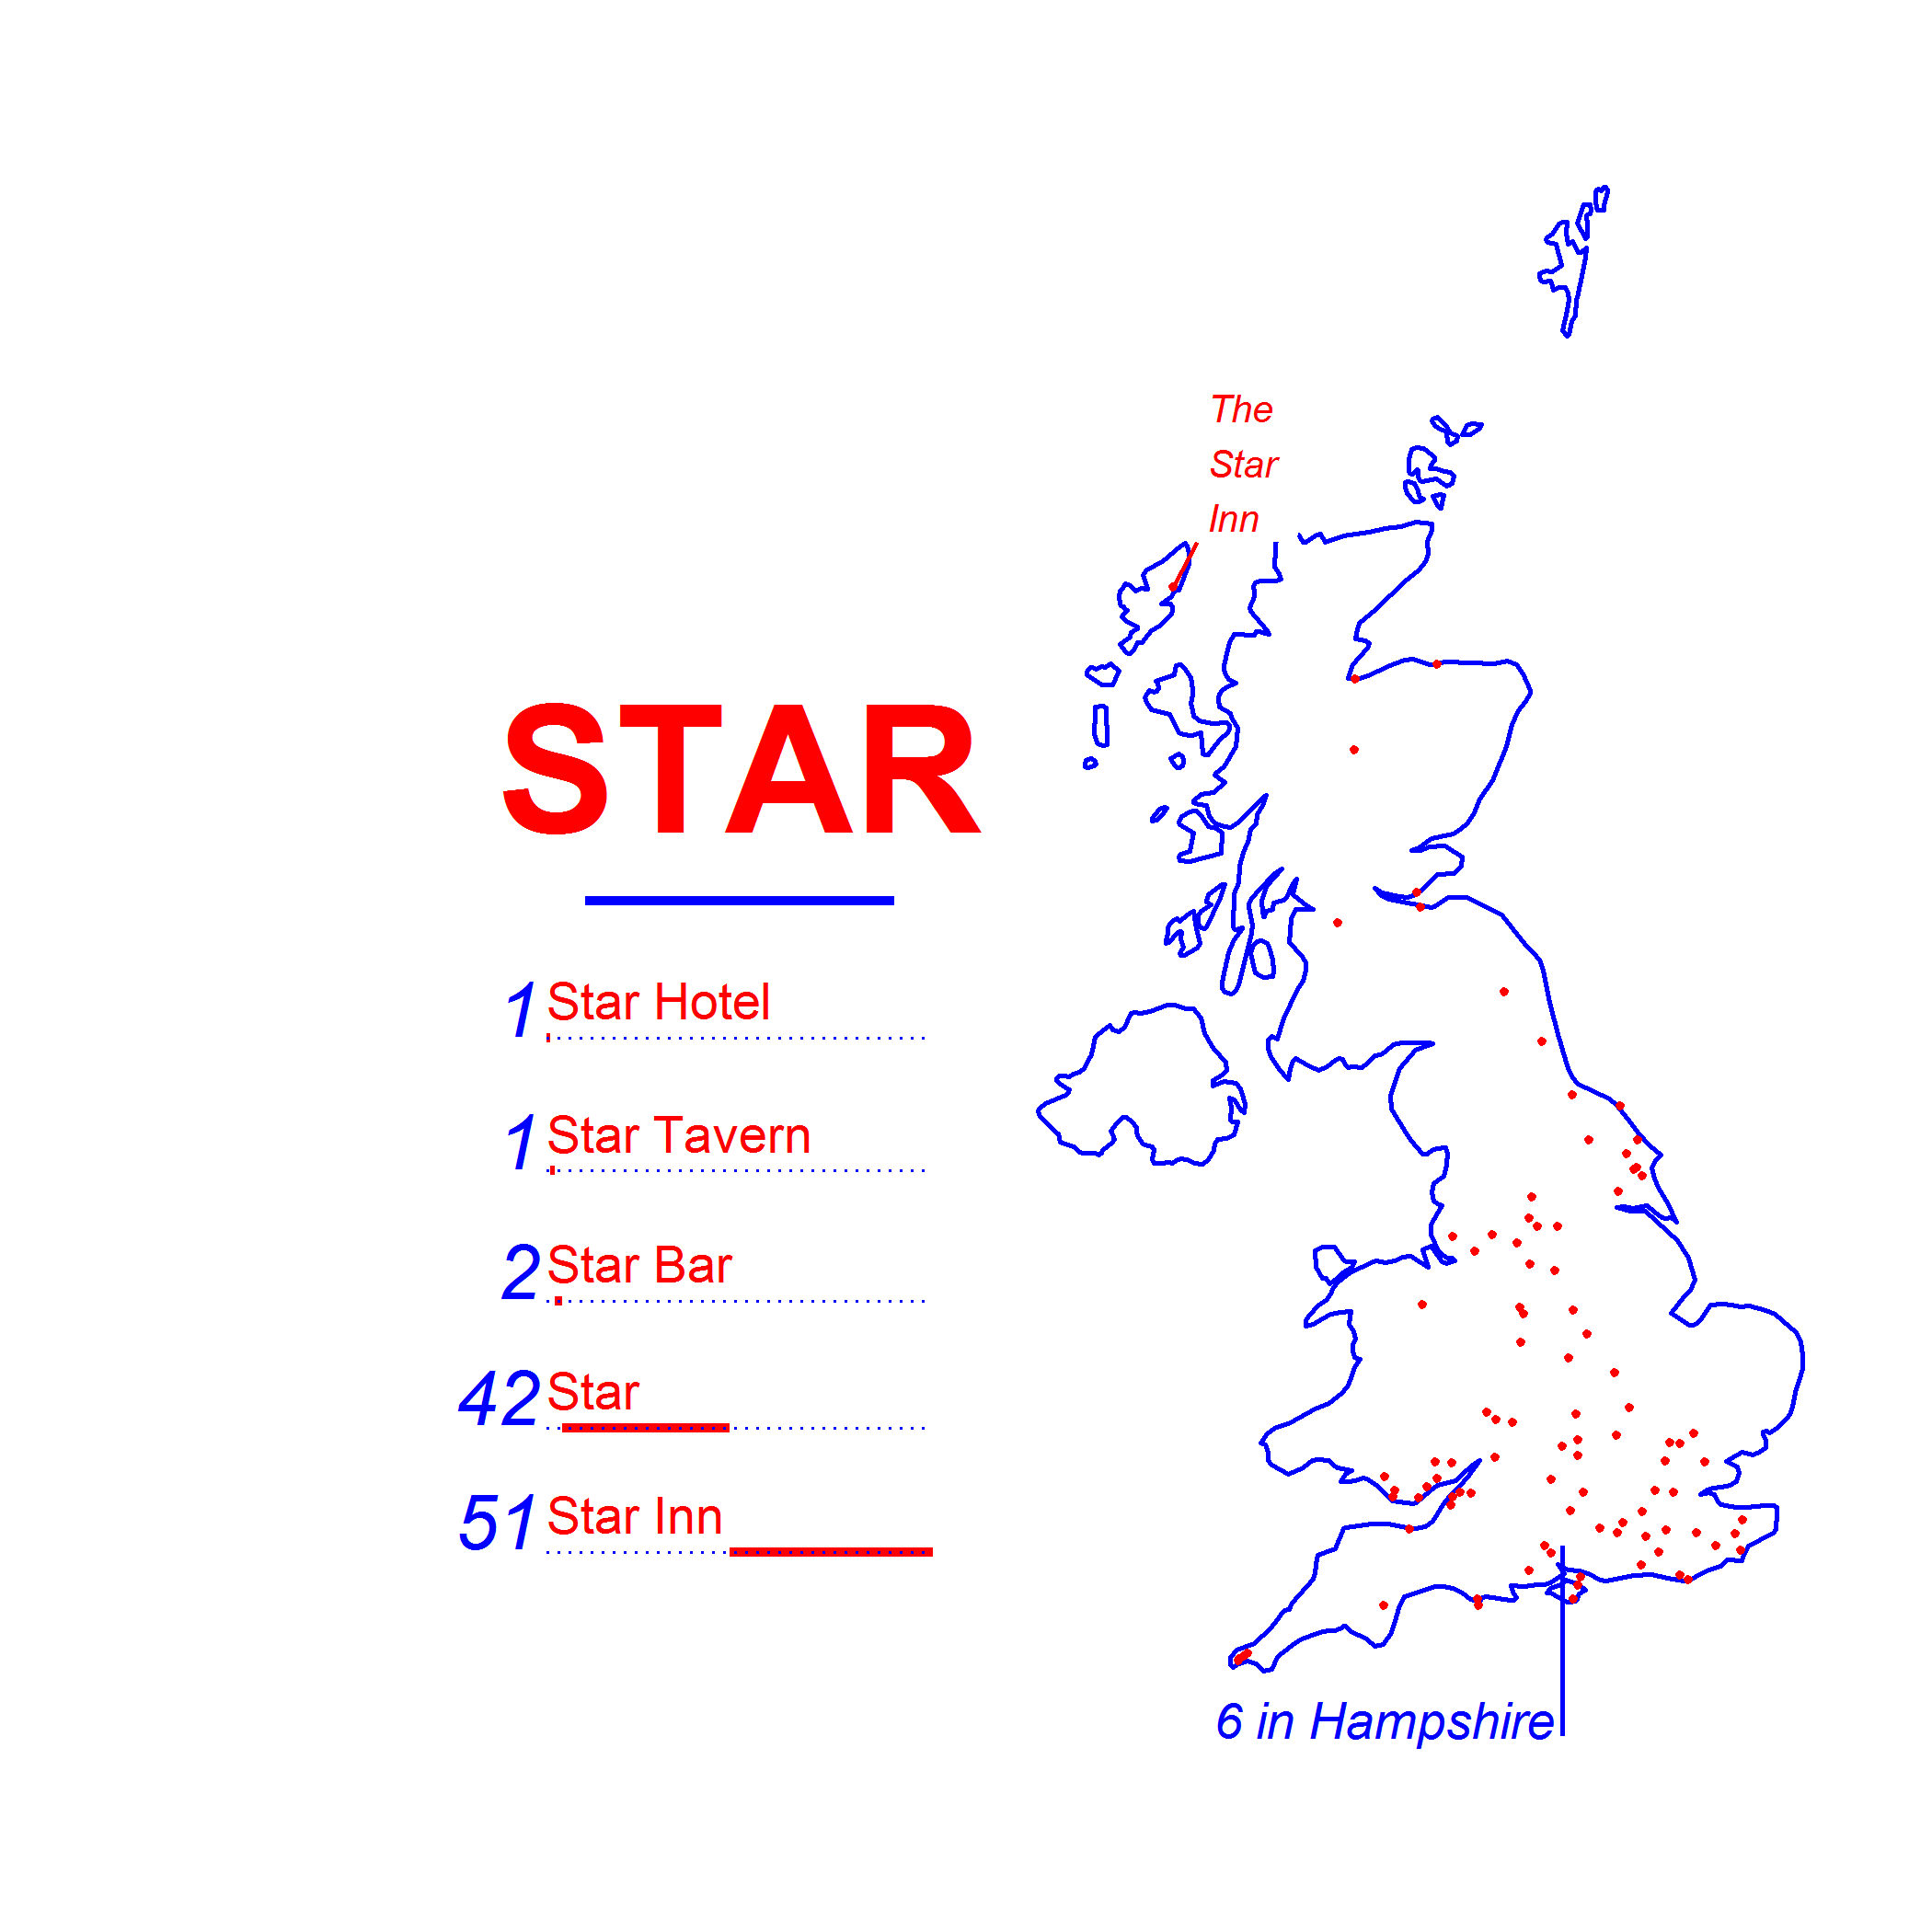 STAR
1 Star Hotel
1 Star Tavern
2 Star Bar
42 Star
51 Star Inn
The
Star
Inn
6 in Hampshire